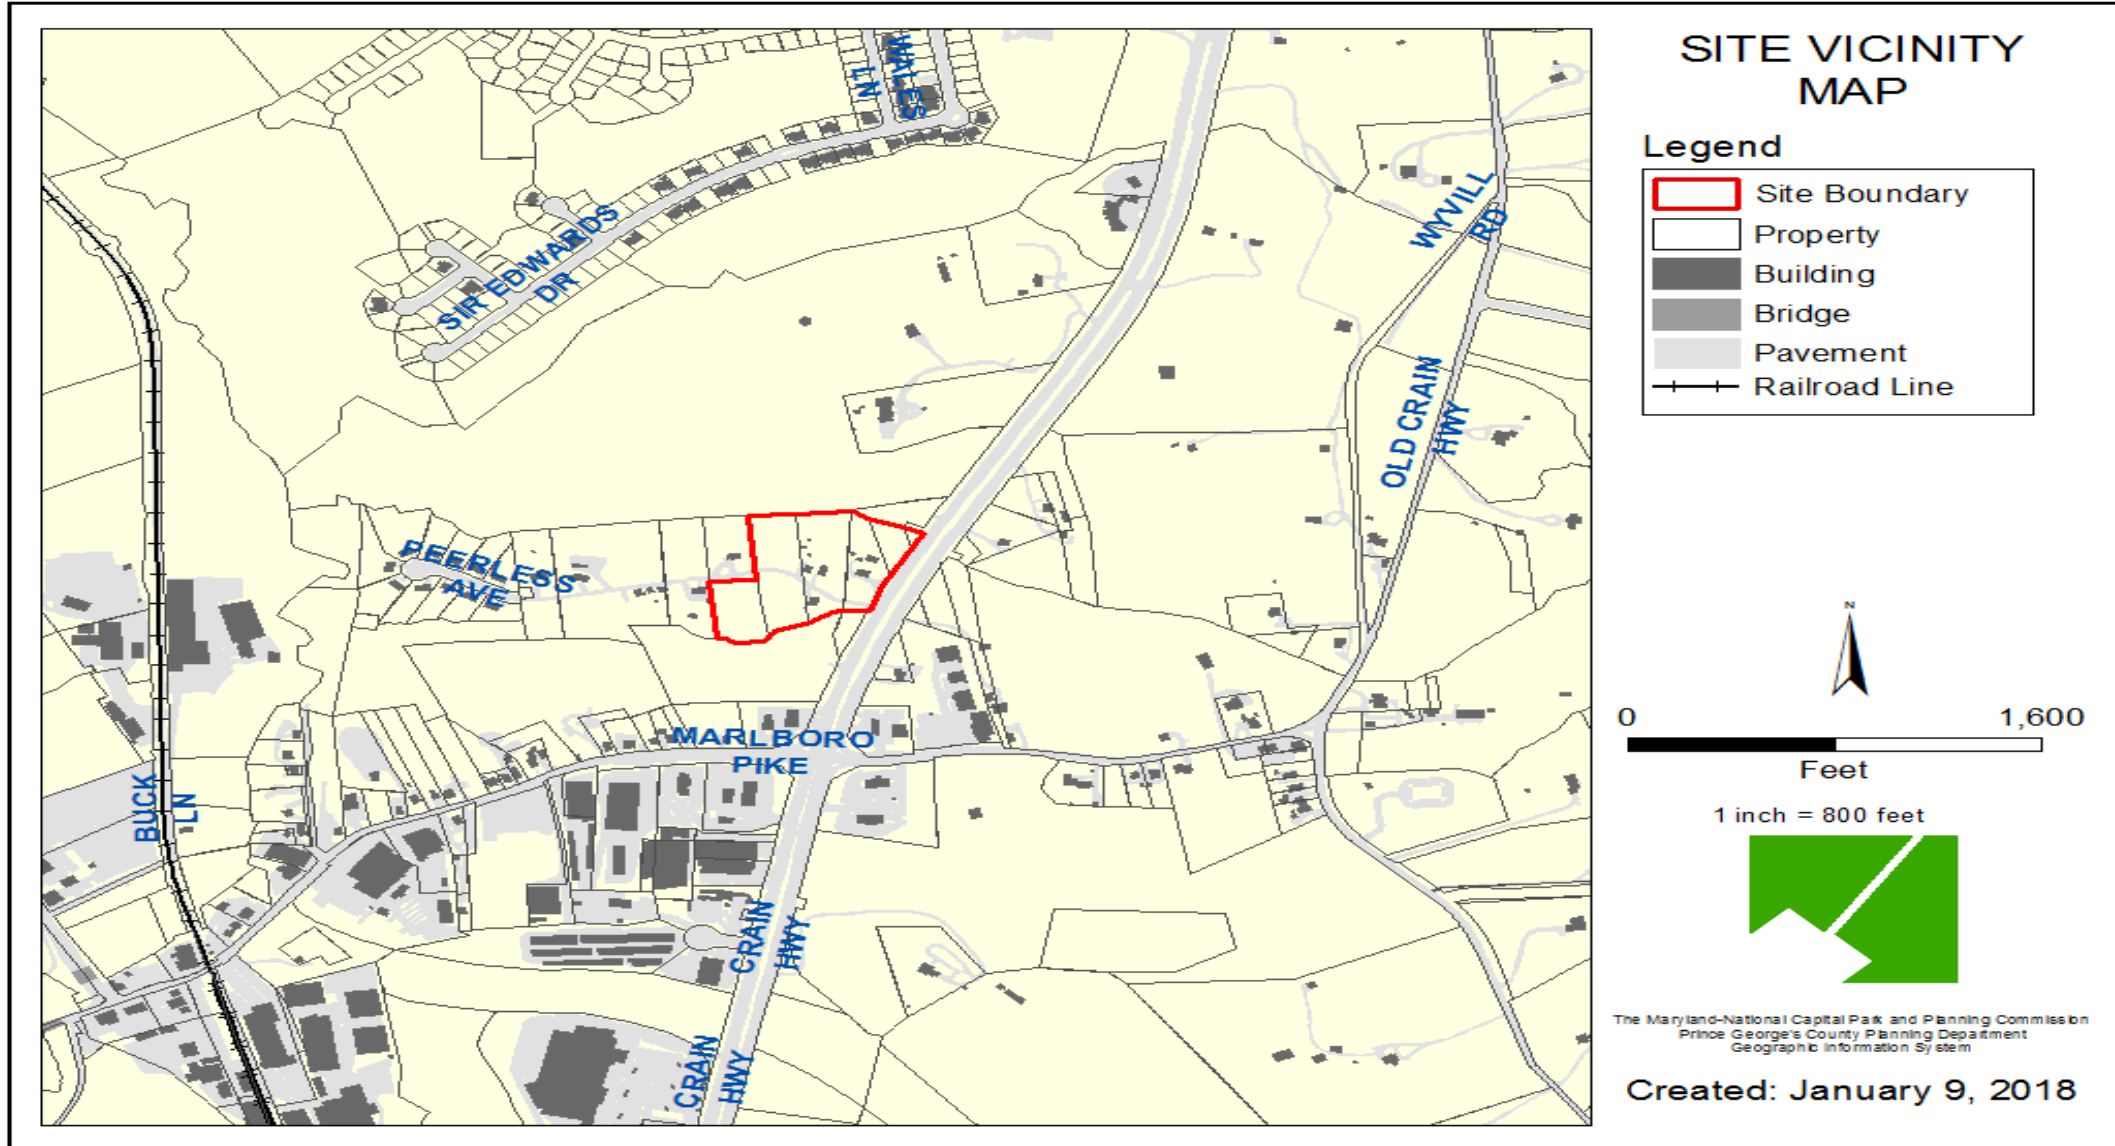 SITE VICINITY
MAP
Legend
Site Boundary
Property
Building
Bridge
Pavement
Railroad Line
WALES
LN
SIR EDWARDS
DR
WYVILL
RD
OLD CRAIN
HWY
PEERLESS
AVE
MARLBORO
PIKE
BUCK
LN
CRAIN
HWY
CRAIN
HWY
N
0 1,600
Feet
1 inch = 800 feet
The Maryland-National Capital Park and Planning Commission
Prince George's County Planning Department
Geographic Information System
Created: January 9, 2018